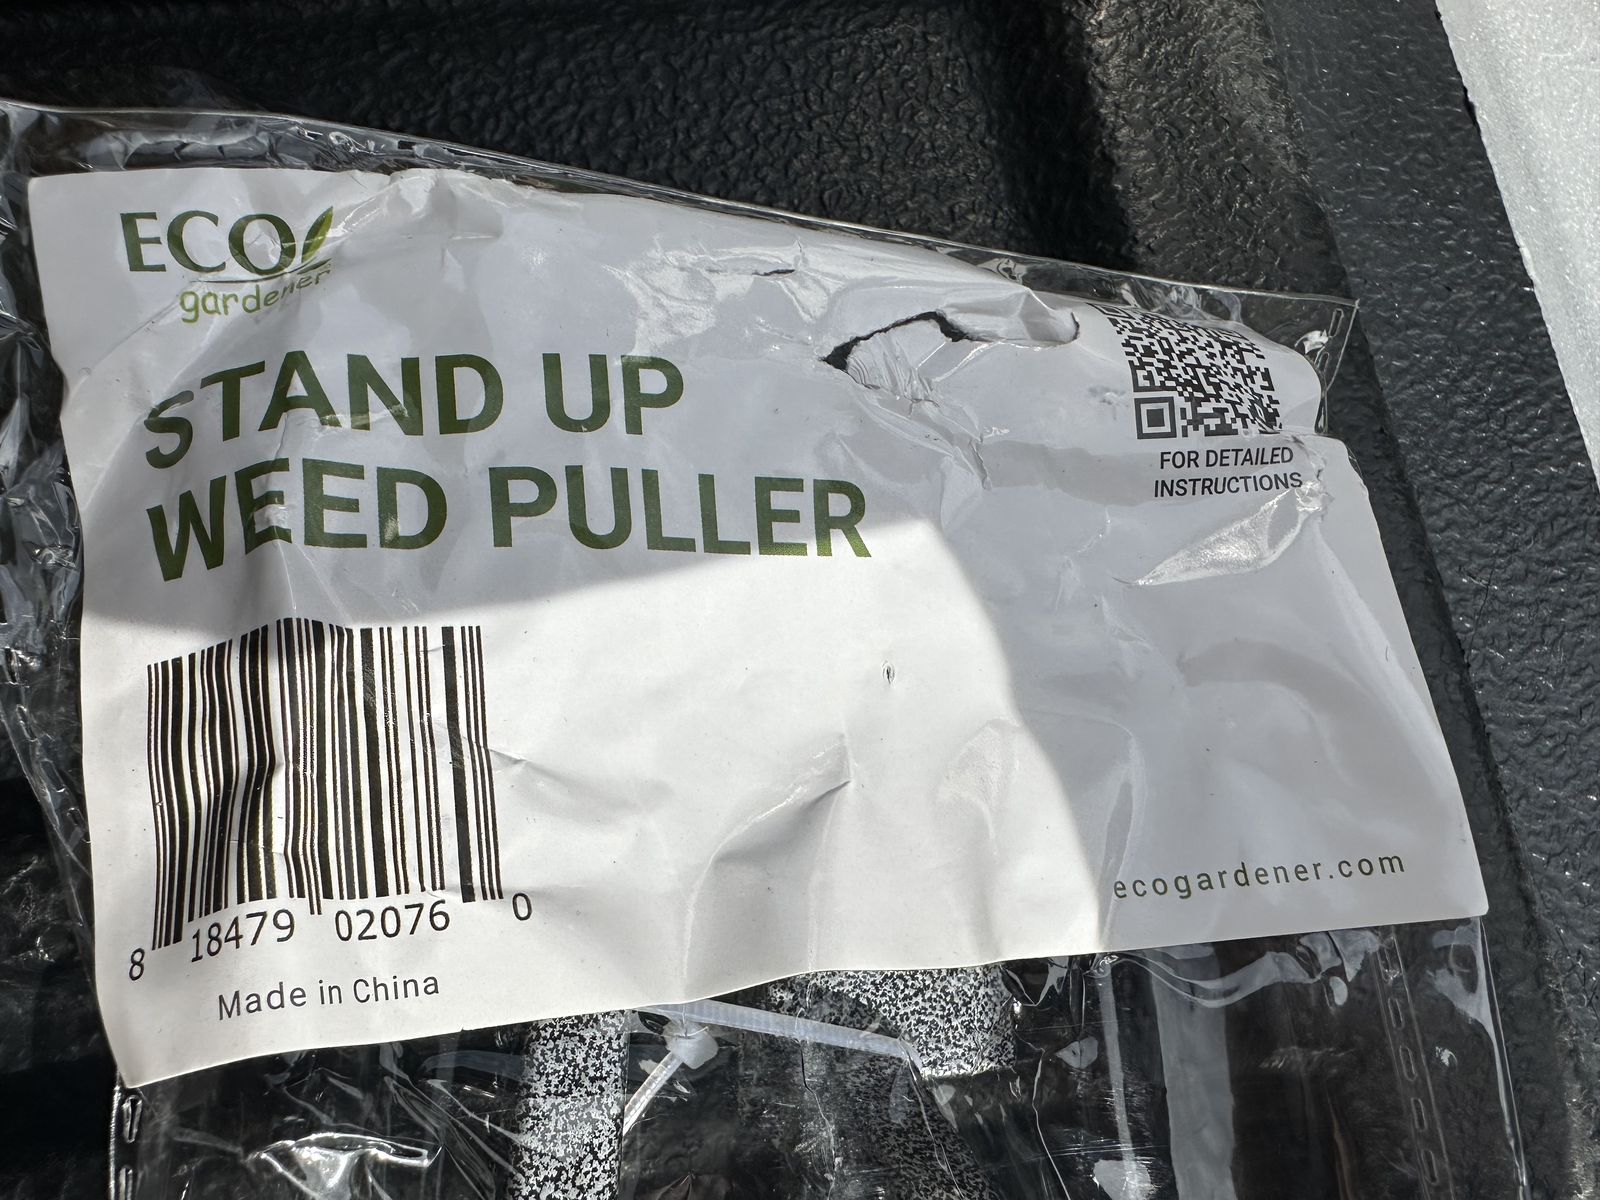 ECO
gardener
STAND UP
WEED PULLER
FOR DETAILED
INSTRUCTIONS
8 18479 02076 0
Made in China
ecogardener.com